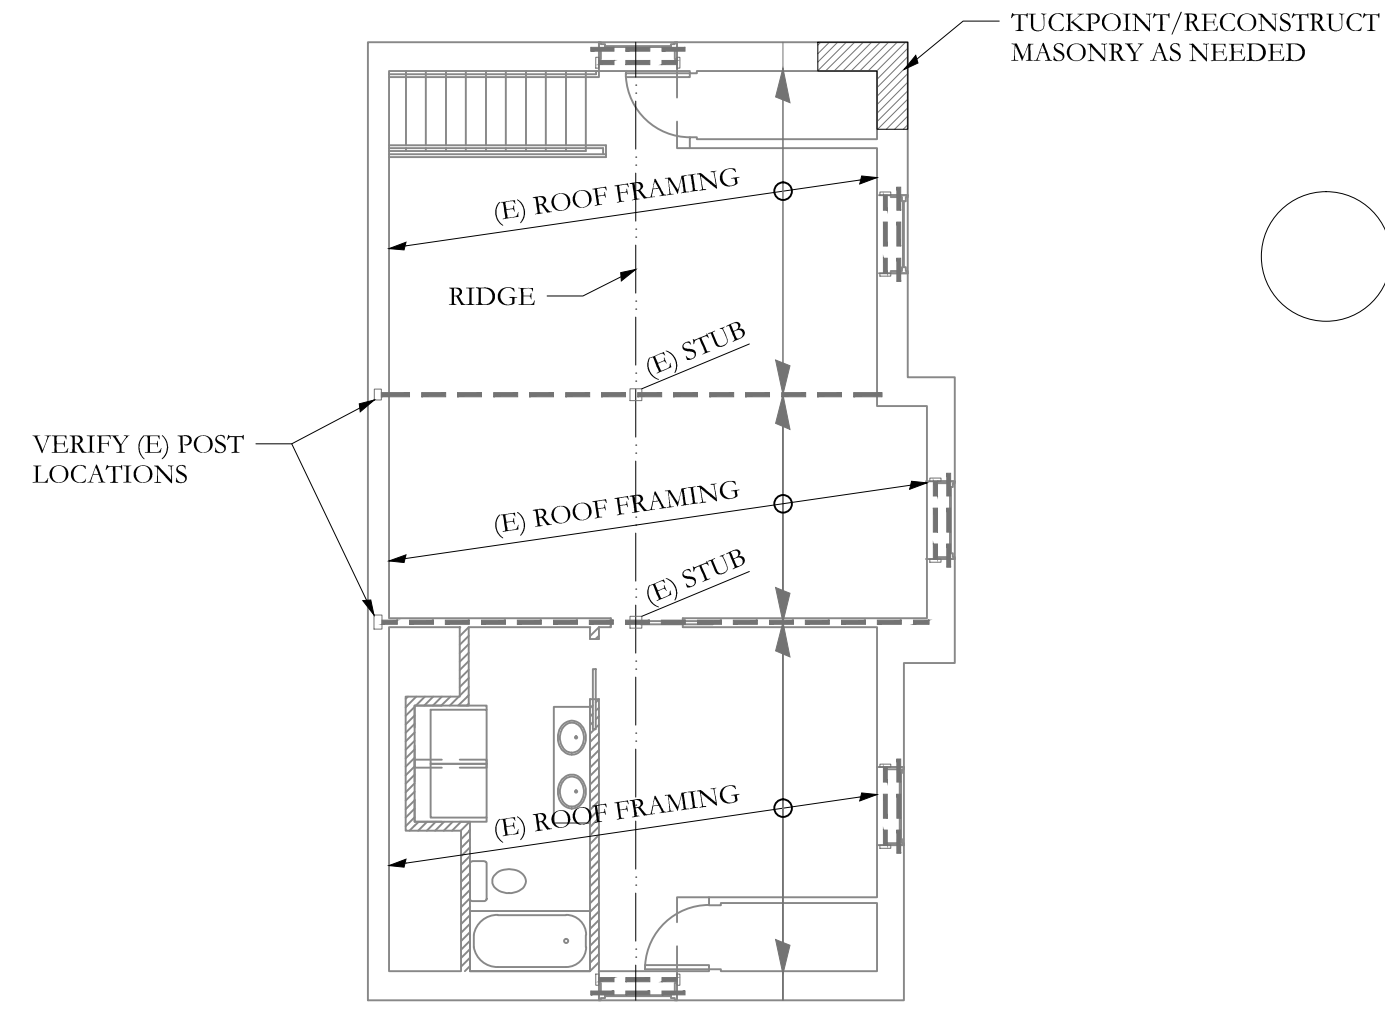 TUCKPOINT/RECONSTRUCT
MASONRY AS NEEDED
(E) ROOF FRAMING
RIDGE
(E) STUB
VERIFY (E) POST
LOCATIONS
(E) ROOF FRAMING
(E) STUB
(E) ROOF FRAMING